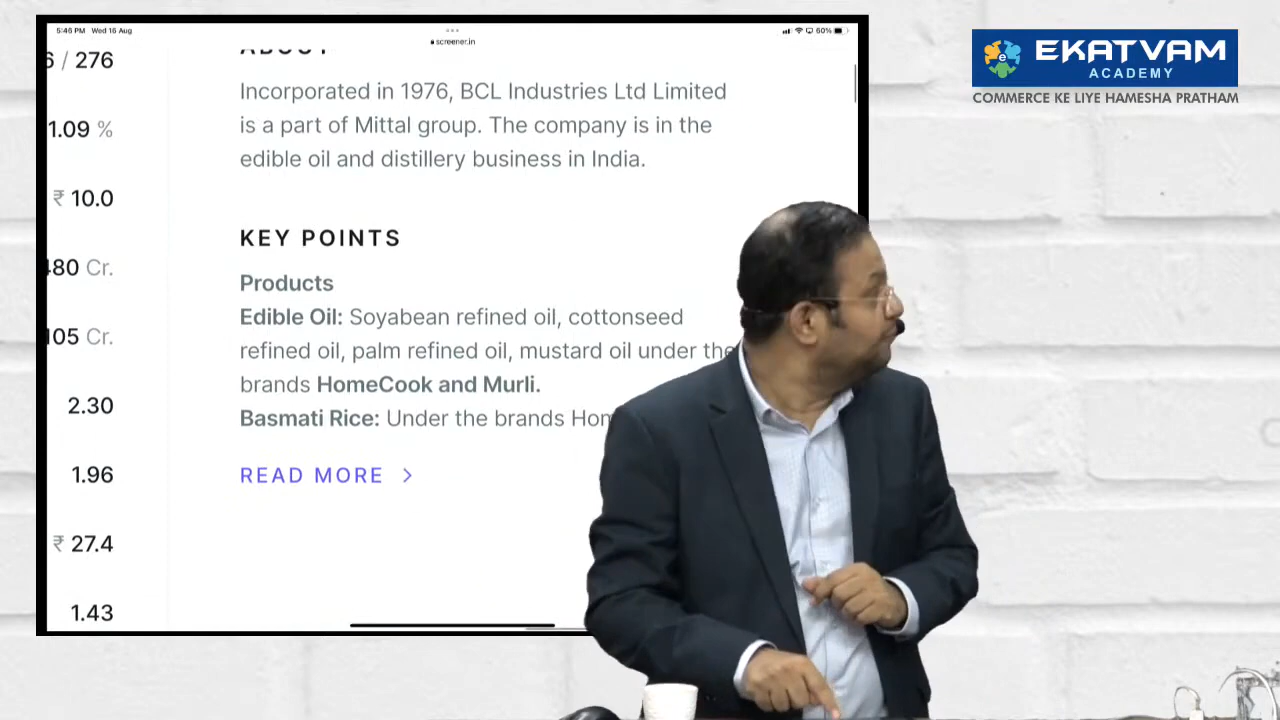 5:46 PM Wed 16 Aug
60%
screener.in
EKATVAM
ACADEMY
COMMERCE KE LIYE HAMESHA PRATHAM
ABOUT
6 / 276
Incorporated in 1976, BCL Industries Ltd Limited
is a part of Mittal group. The company is in the
edible oil and distillery business in India.
1.09 %
₹ 10.0
480 Cr.
105 Cr.
2.30
1.96
₹ 27.4
1.43
KEY POINTS
Products
Edible Oil: Soyabean refined oil, cottonseed
refined oil, palm refined oil, mustard oil under the
brands HomeCook and Murli.
Basmati Rice: Under the brands Hom
READ MORE >